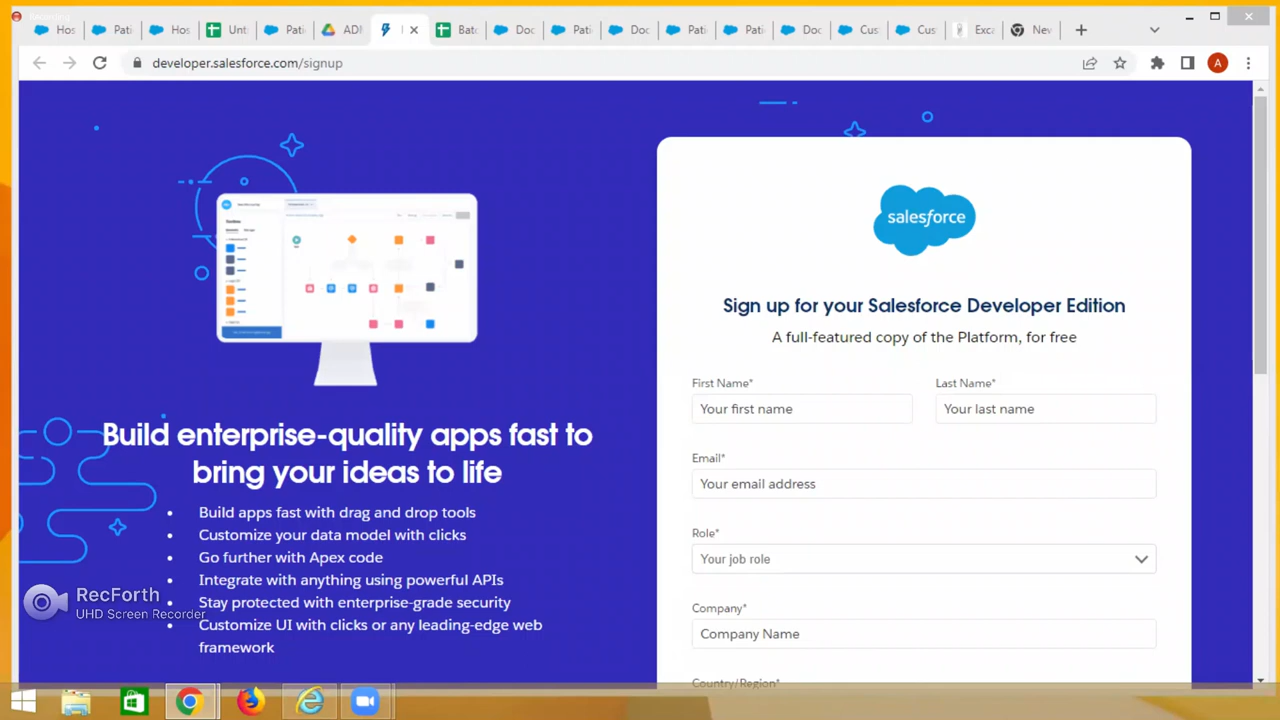 Hos
Pati
Hos
Unt
Pati
ADI
Batc
Doc
Pati
Doc
Pati
Pati
Doc
Cus
Cus
Exca
Nev
developer.salesforce.com/signup
A
Build enterprise-quality apps fast to
bring your ideas to life
Build apps fast with drag and drop tools
Customize your data model with clicks
Go further with Apex code
Integrate with anything using powerful APIs
Stay protected with enterprise-grade security
Customize UI with clicks or any leading-edge web
framework
RecForth
UHD Screen Recorder
salesforce
Sign up for your Salesforce Developer Edition
A full-featured copy of the Platform, for free
First Name*
Last Name*
Your first name
Your last name
Email*
Your email address
Role*
Your job role
Company*
Company Name
Country/Region*